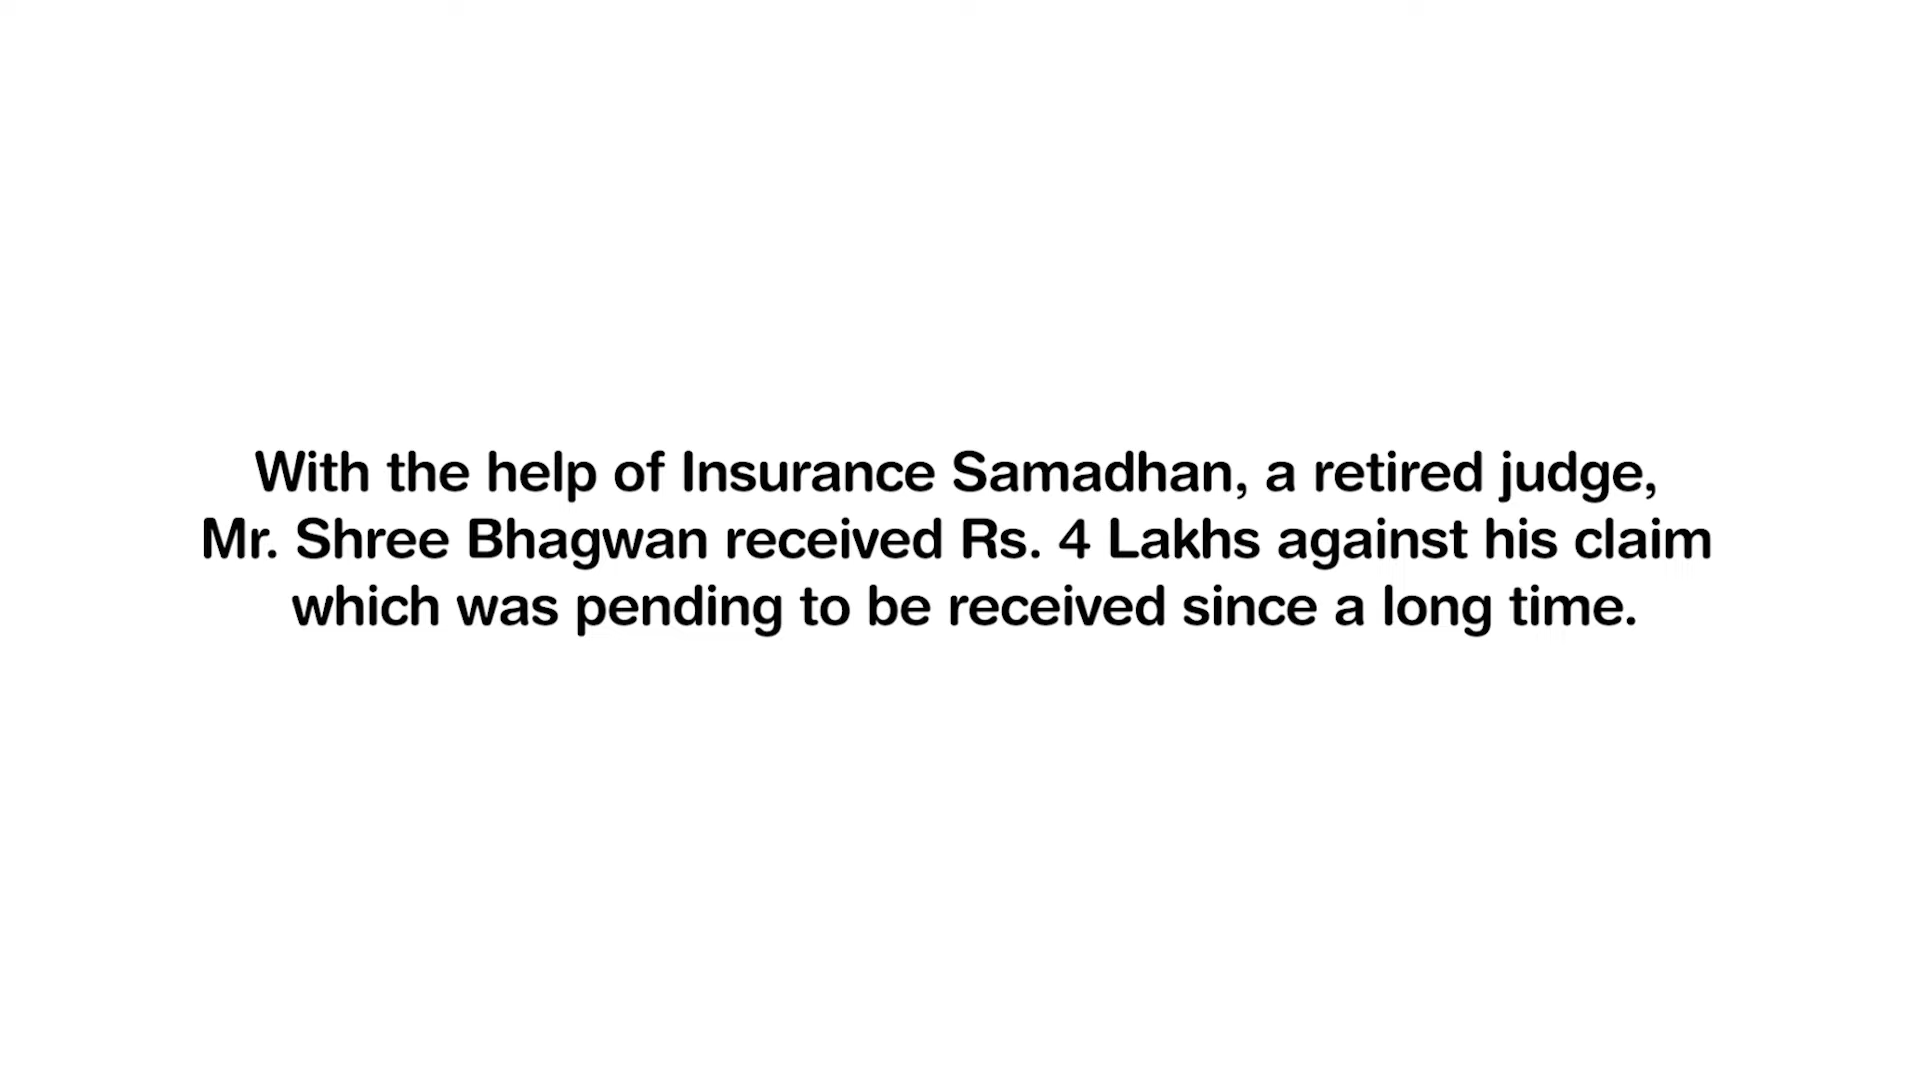 With the help of Insurance Samadhan, a retired judge,
Mr. Shree Bhagwan received Rs. 4 Lakhs against his claim
which was pending to be received since a long time.